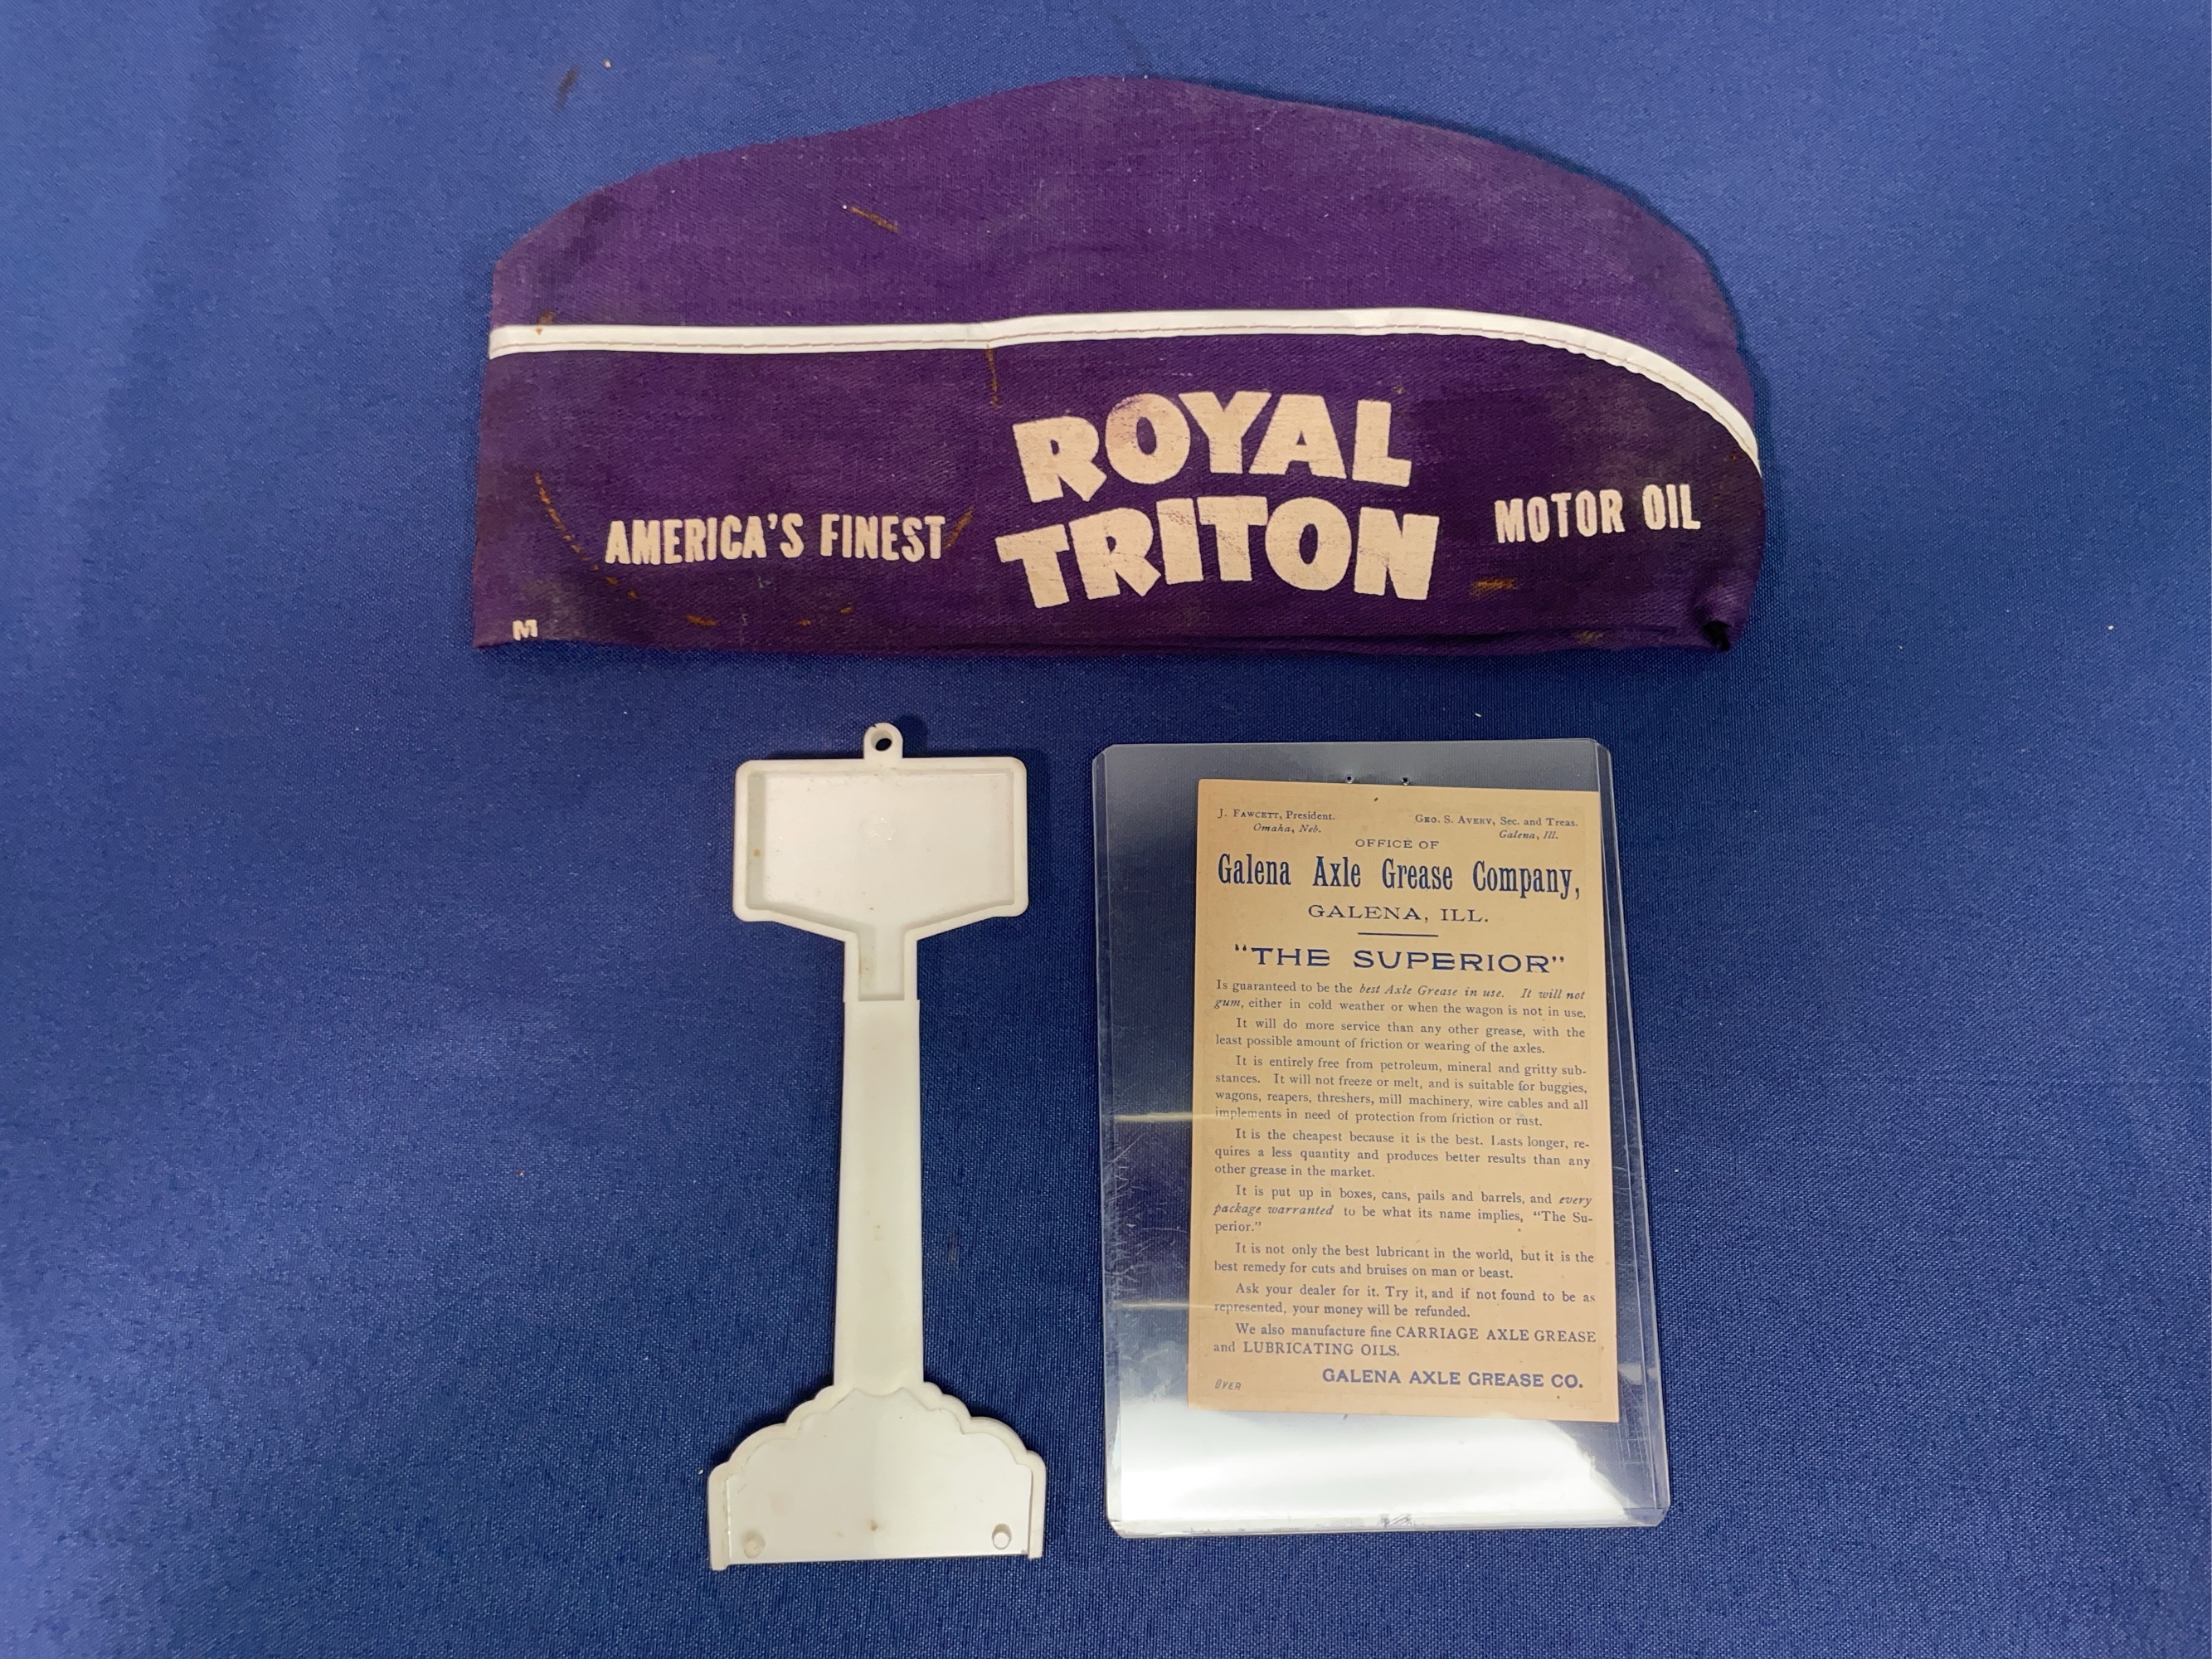 AMERICA'S FINEST ROYAL TRITON MOTOR OIL
M
J. FAWCETT, President.
Omaha, Neb.
GEO. S. AVERY, Sec. and Treas.
Galena, Ill.
OFFICE OF
Galena Axle Grease Company,
GALENA, ILL.
"THE SUPERIOR"
Is guaranteed to be the best Axle Grease in use. It will not
gum, either in cold weather or when the wagon is not in use.
It will do more service than any other grease, with the
least possible amount of friction or wearing of the axles.
It is entirely free from petroleum, mineral and gritty sub-
stances. It will not freeze or melt, and is suitable for buggies,
wagons, reapers, threshers, mill machinery, wire cables and all
implements in need of protection from friction or rust.
It is the cheapest because it is the best. Lasts longer, re-
quires a less quantity and produces better results than any
other grease in the market.
It is put up in boxes, cans, pails and barrels, and every
package warranted to be what its name implies, "The Su-
perior."
It is not only the best lubricant in the world, but it is the
best remedy for cuts and bruises on man or beast.
Ask your dealer for it. Try it, and if not found to be as
represented, your money will be refunded.
We also manufacture fine CARRIAGE AXLE GREASE
and LUBRICATING OILS.
GALENA AXLE GREASE CO.
OVER